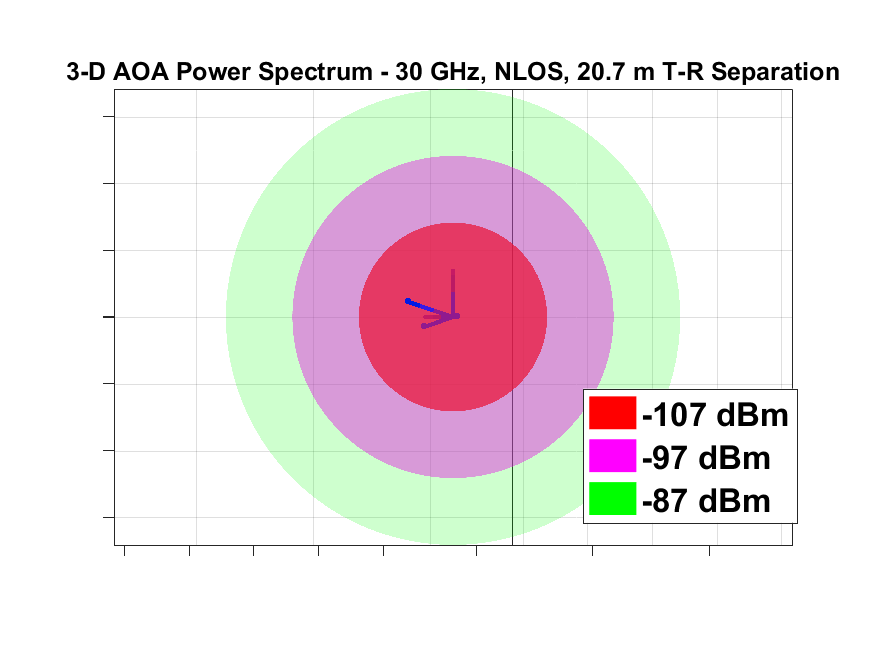 3-D AOA Power Spectrum - 30 GHz, NLOS, 20.7 m T-R Separation
-107 dBm
-97 dBm
-87 dBm